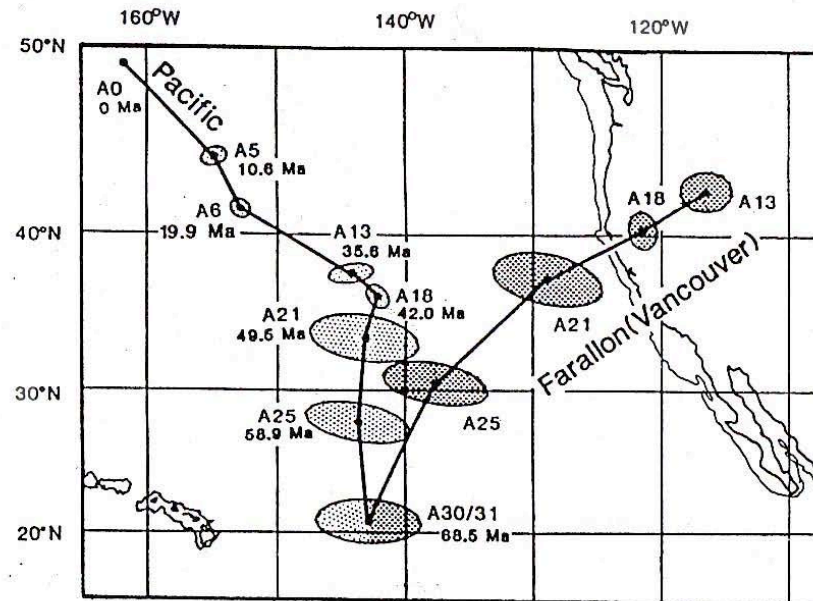 160°W
140°W
120°W
50°N
Pacific
A0
0 Ma
A5
10.6 Ma
A6
19.9 Ma
A13
35.6 Ma
A18
42.0 Ma
A18
A13
40°N
A21
49.5 Ma
A21
Farallon(Vancouver)
30°N
A25
58.9 Ma
A25
A30/31
68.5 Ma
20°N